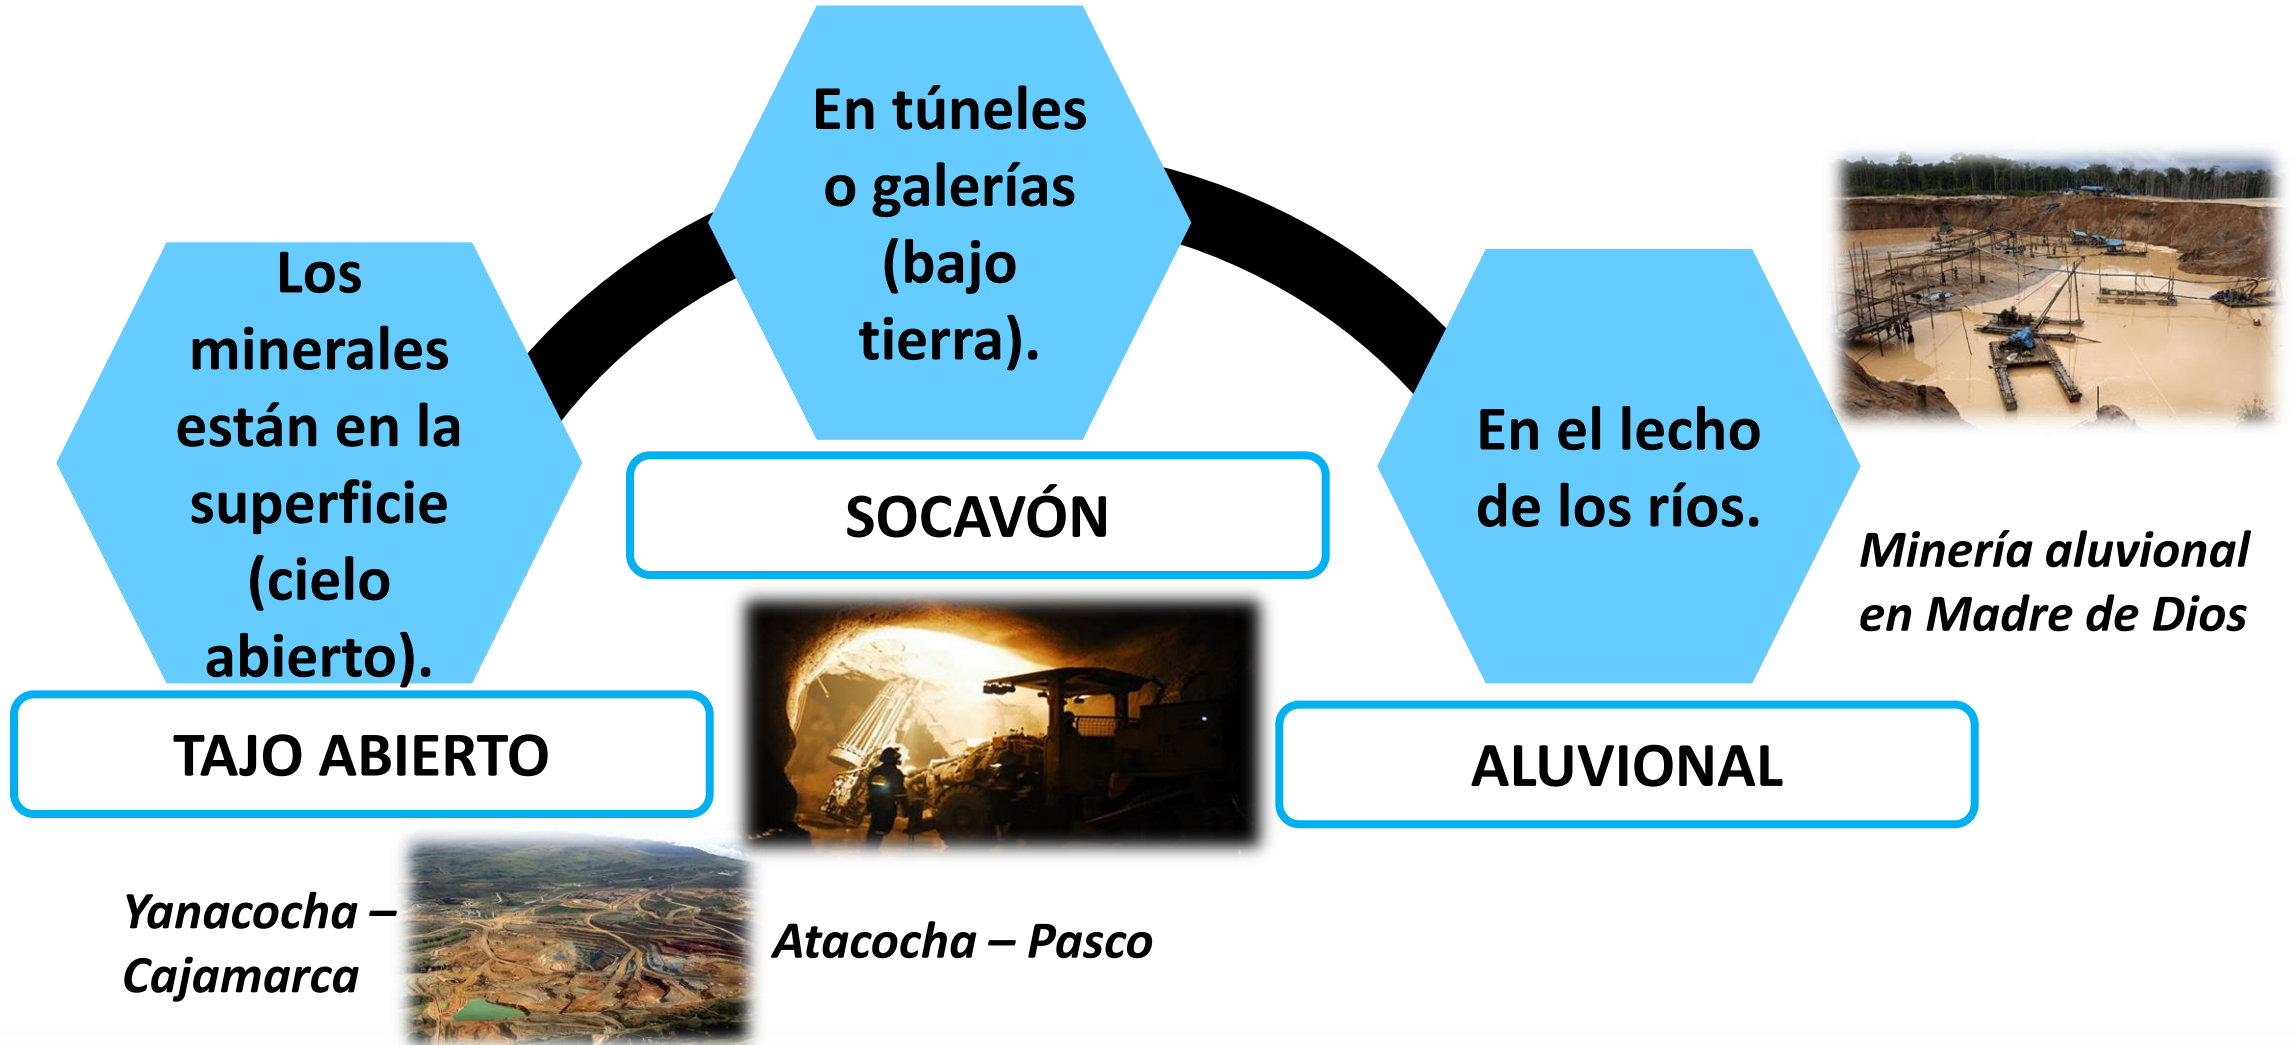 Los
minerales
están en la
superficie
(cielo
abierto).
TAJO ABIERTO
Yanacocha –
Cajamarca
En túneles
o galerías
(bajo
tierra).
SOCAVÓN
Atacocha – Pasco
En el lecho
de los ríos.
ALUVIONAL
Minería aluvional
en Madre de Dios